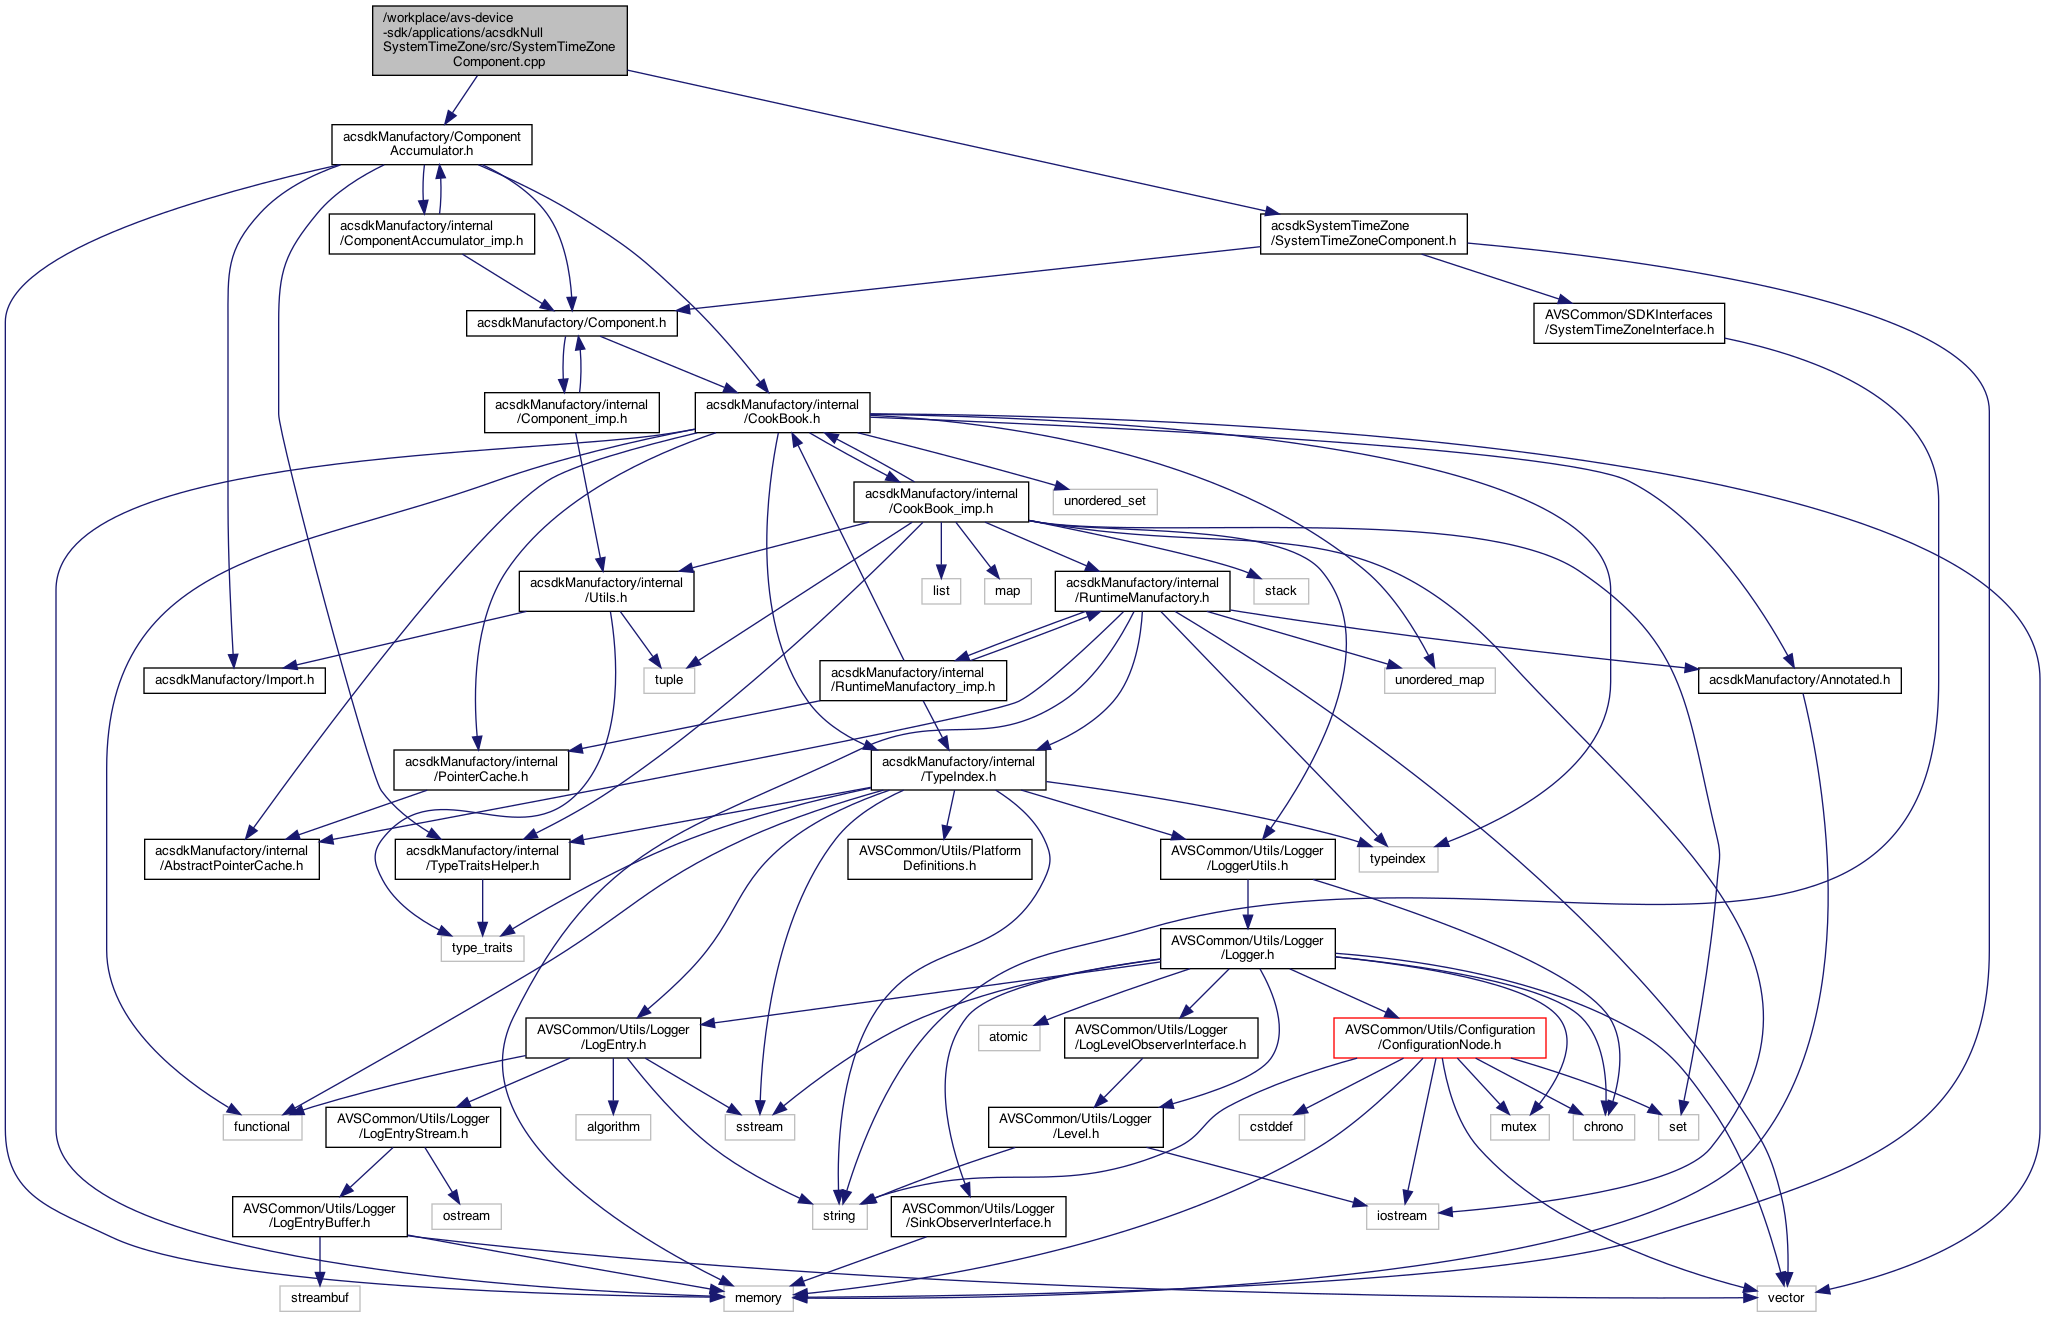 /workplace/avs-device
-sdk/applications/acsdkNull
SystemTimeZone/src/SystemTimeZone
Component.cpp
acsdkManufactory/Component
Accumulator.h
acsdkManufactory/internal
/ComponentAccumulator_imp.h
acsdkSystemTimeZone
/SystemTimeZoneComponent.h
acsdkManufactory/Component.h
AVSCommon/SDKInterfaces
/SystemTimeZoneInterface.h
acsdkManufactory/internal
/Component_imp.h
acsdkManufactory/internal
/CookBook.h
acsdkManufactory/internal
/CookBook_imp.h
unordered_set
acsdkManufactory/internal
/Utils.h
list
map
acsdkManufactory/internal
/RuntimeManufactory.h
stack
acsdkManufactory/Import.h
tuple
acsdkManufactory/internal
/RuntimeManufactory_imp.h
unordered_map
acsdkManufactory/Annotated.h
acsdkManufactory/internal
/PointerCache.h
acsdkManufactory/internal
/TypeIndex.h
acsdkManufactory/internal
/AbstractPointerCache.h
acsdkManufactory/internal
/TypeTraitsHelper.h
AVSCommon/Utils/Platform
Definitions.h
AVSCommon/Utils/Logger
/LoggerUtils.h
typeindex
type_traits
AVSCommon/Utils/Logger
/Logger.h
AVSCommon/Utils/Logger
/LogEntry.h
atomic
AVSCommon/Utils/Logger
/LogLevelObserverInterface.h
AVSCommon/Utils/Configuration
/ConfigurationNode.h
functional
AVSCommon/Utils/Logger
/LogEntryStream.h
algorithm
sstream
AVSCommon/Utils/Logger
/Level.h
cstddef
mutex
chrono
set
AVSCommon/Utils/Logger
/LogEntryBuffer.h
ostream
string
AVSCommon/Utils/Logger
/SinkObserverInterface.h
iostream
streambuf
memory
vector